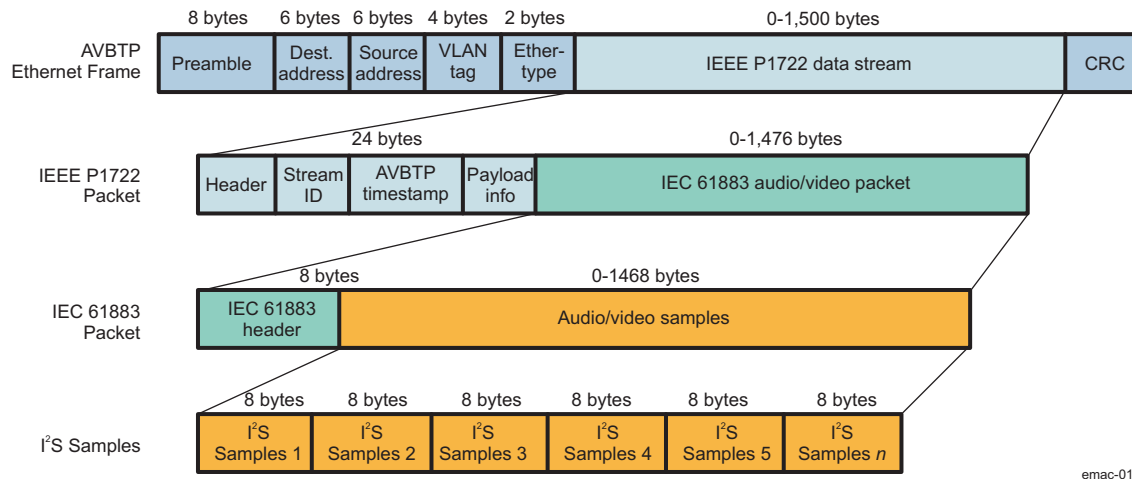 8 bytes 6 bytes 6 bytes 4 bytes 2 bytes 0-1,500 bytes
AVBTP
Ethernet Frame
Preamble
Dest.
address
Source
address
VLAN
tag
Ether-
type
IEEE P1722 data stream
CRC
24 bytes 0-1,476 bytes
IEEE P1722
Packet
Header
Stream
ID
AVBTP
timestamp
Payload
info
IEC 61883 audio/video packet
8 bytes 0-1468 bytes
IEC 61883
Packet
IEC 61883
header
Audio/video samples
8 bytes 8 bytes 8 bytes 8 bytes 8 bytes 8 bytes
I²S Samples
I²S
Samples 1
I²S
Samples 2
I²S
Samples 3
I²S
Samples 4
I²S
Samples 5
I²S
Samples n
emac-01